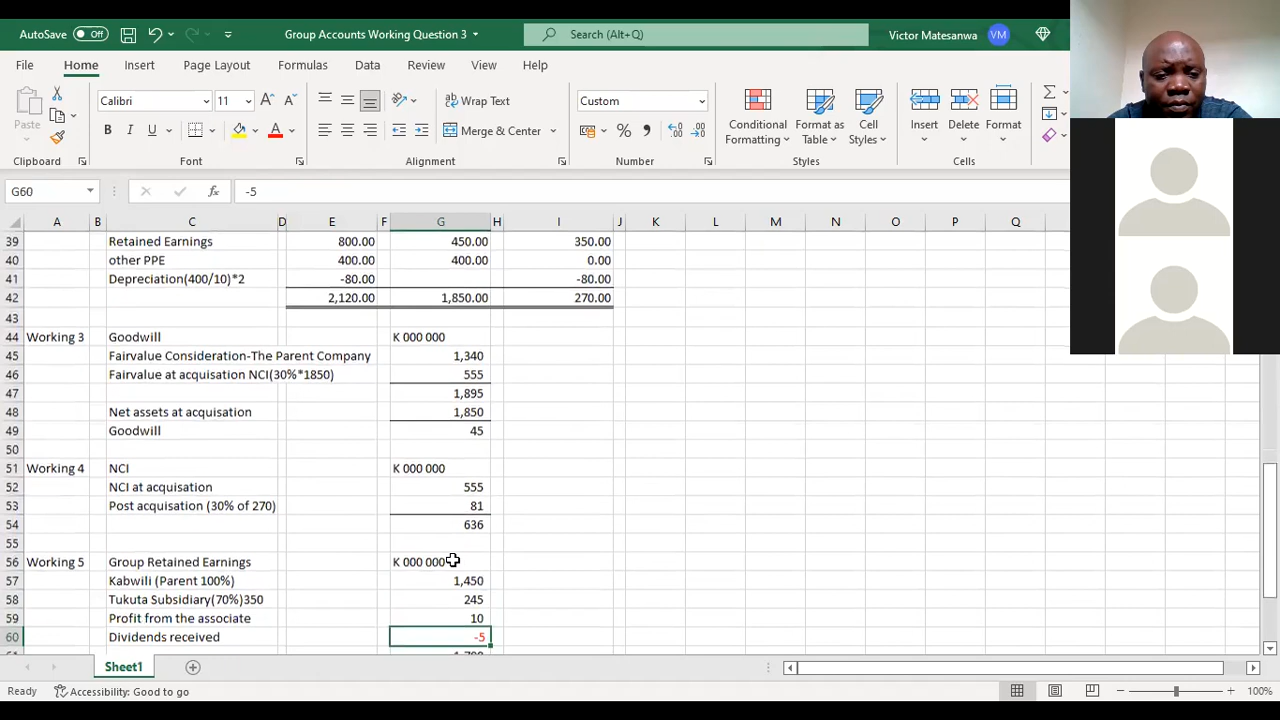 AutoSave Off Group Accounts Working Question 3 Search (Alt+Q) Victor Matesanwa VM
File Home Insert Page Layout Formulas Data Review View Help
Paste Calibri 11 A A Wrap Text Custom Conditional Formatting Format as Table Cell Styles Insert Delete Format
B I U A Merge & Center % 
Clipboard Font Alignment Number Styles Cells
G60 fx -5
A B C D E F G H I J K L M N O P Q
39 Retained Earnings 800.00 450.00 350.00
40 other PPE 400.00 400.00 0.00
41 Depreciation(400/10)*2 -80.00 -80.00
42 2,120.00 1,850.00 270.00
43
44 Working 3 Goodwill K 000 000
45 Fairvalue Consideration-The Parent Company 1,340
46 Fairvalue at acquisation NCI(30%*1850) 555
47 1,895
48 Net assets at acquisation 1,850
49 Goodwill 45
50
51 Working 4 NCI K 000 000
52 NCI at acquisation 555
53 Post acquisation (30% of 270) 81
54 636
55
56 Working 5 Group Retained Earnings K 000 000
57 Kabwili (Parent 100%) 1,450
58 Tukuta Subsidiary(70%)350 245
59 Profit from the associate 10
60 Dividends received -5
Sheet1
Ready Accessibility: Good to go 100%